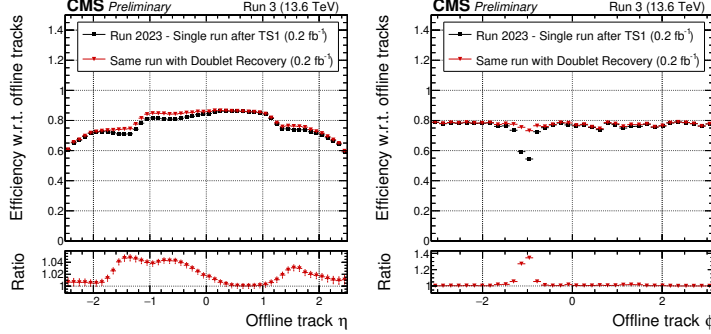 CMS Preliminary Run 3 (13.6 TeV)
Run 2023 - Single run after TS1 (0.2 fb⁻¹)
Same run with Doublet Recovery (0.2 fb⁻¹)
Efficiency w.r.t. offline tracks
1.4
1.2
1
0.8
0.6
0.4
0.2
0
Ratio
1.04
1.02
1
−2 −1 0 1 2
Offline track η
CMS Preliminary Run 3 (13.6 TeV)
Run 2023 - Single run after TS1 (0.2 fb⁻¹)
Same run with Doublet Recovery (0.2 fb⁻¹)
Efficiency w.r.t. offline tracks
1.4
1.2
1
0.8
0.6
0.4
0.2
0
Ratio
1.4
1.2
1
−2 0 2
Offline track ϕ